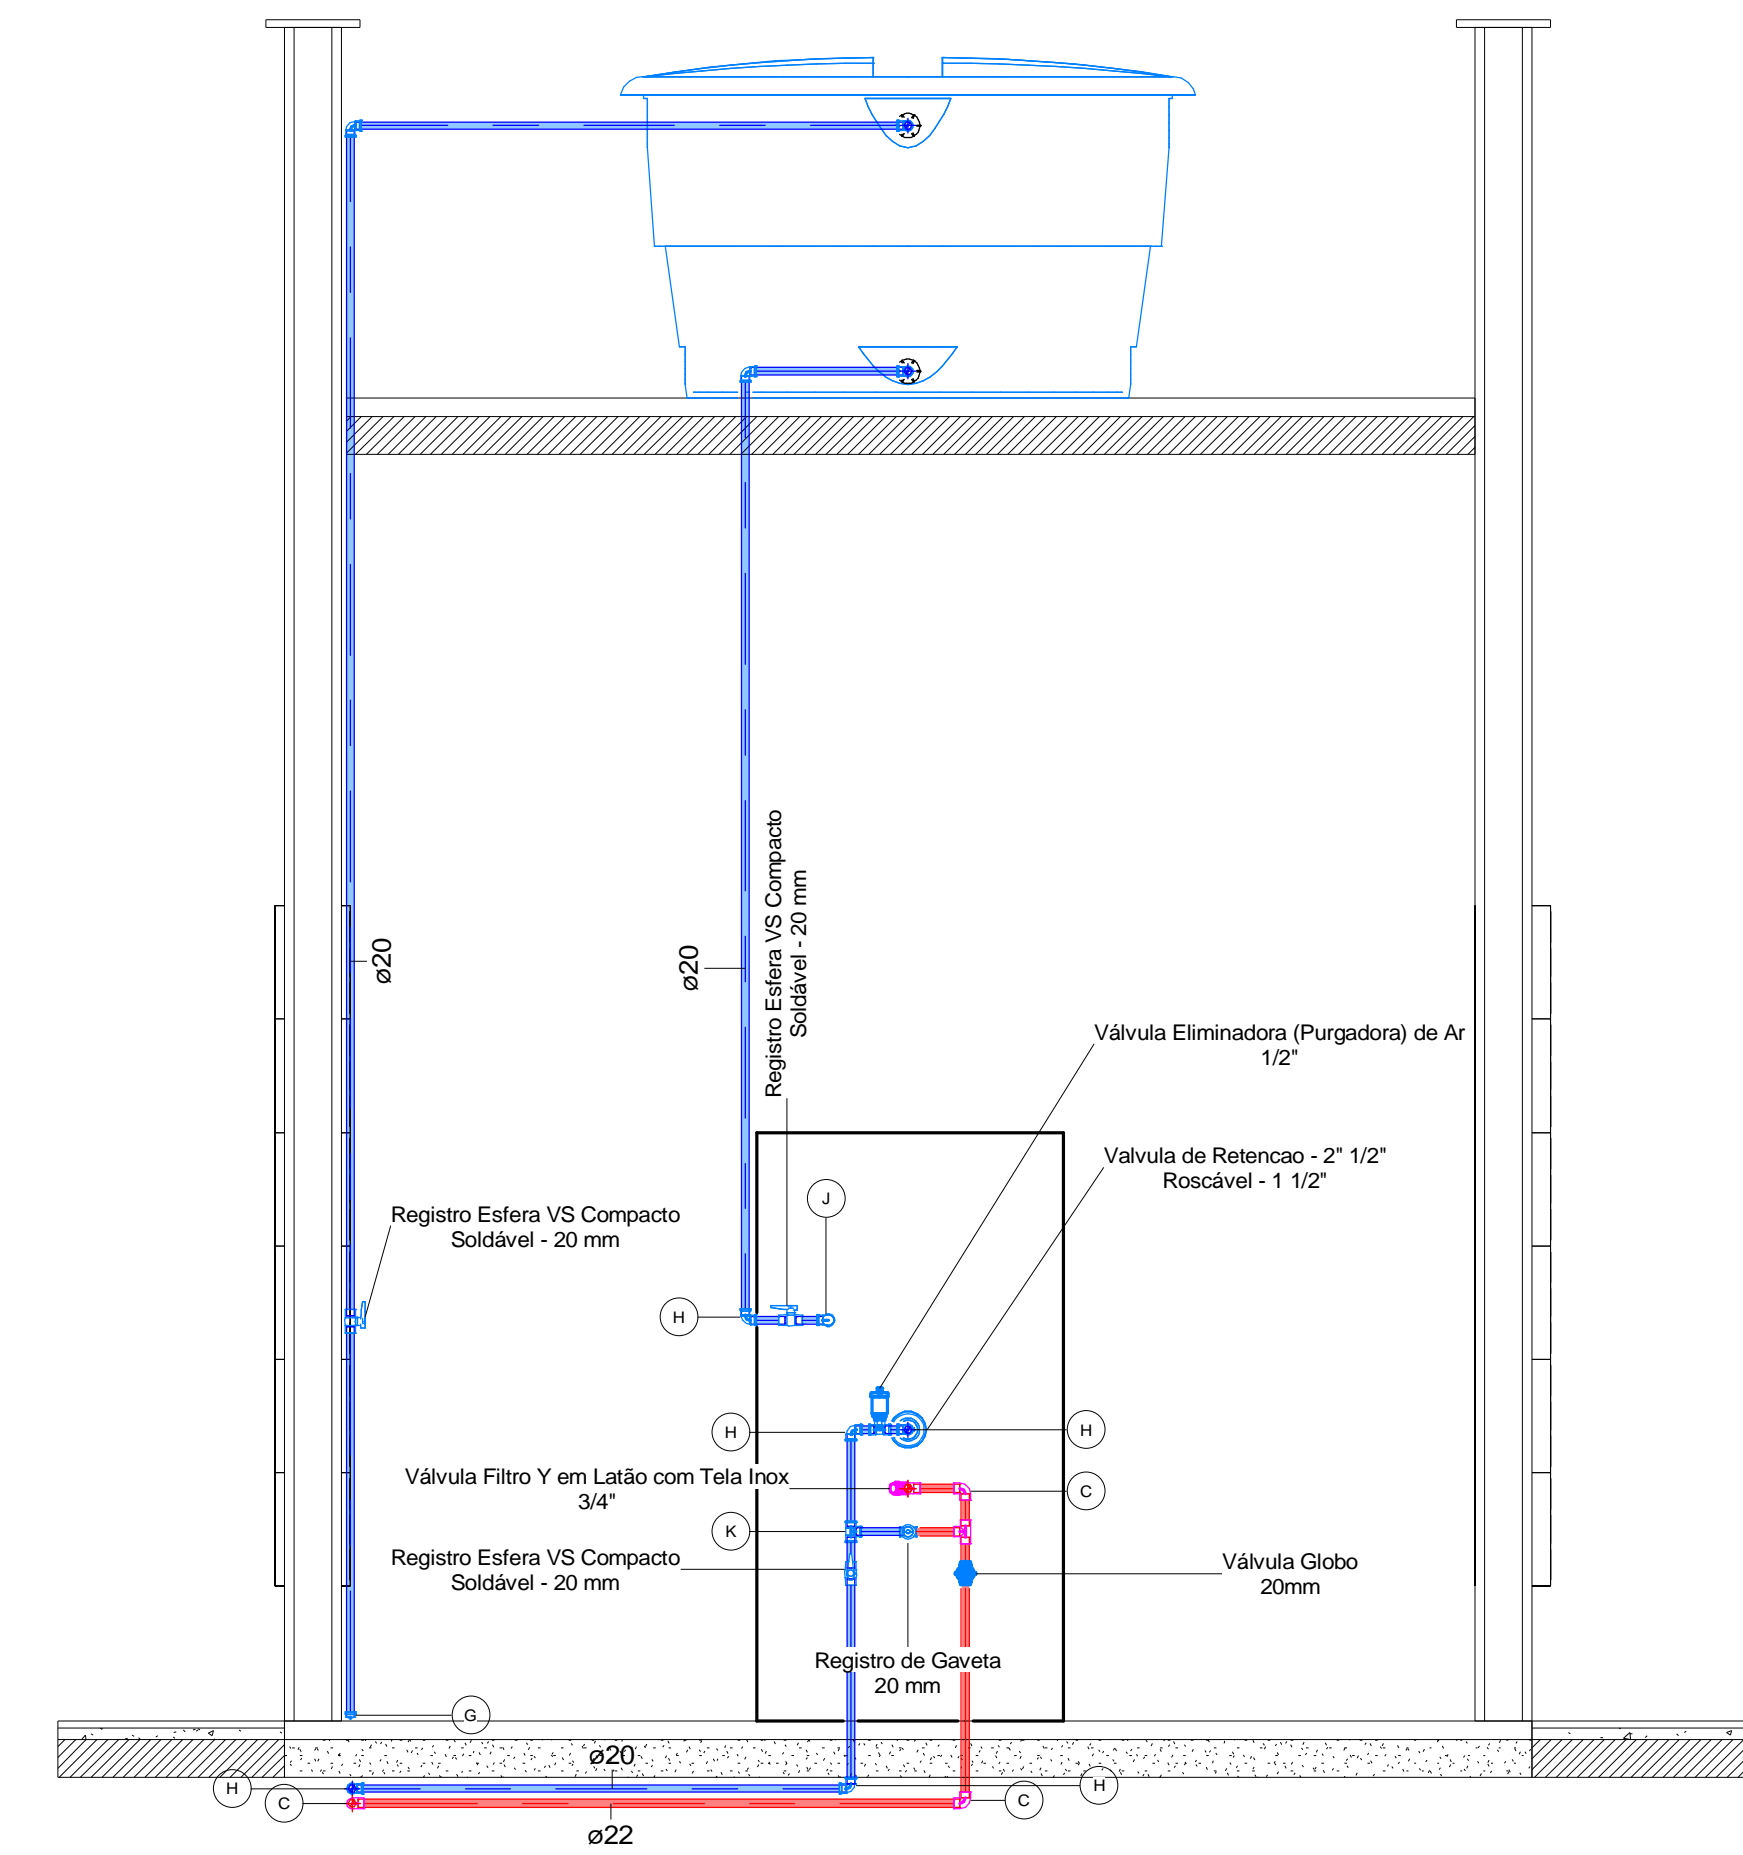 ø20
ø20
Registro Esfera VS Compacto
Soldável - 20 mm
Válvula Eliminadora (Purgadora) de Ar
1/2"
Valvula de Retencao - 2" 1/2"
Roscável - 1 1/2"
J
Registro Esfera VS Compacto
Soldável - 20 mm
H
H
H
Válvula Filtro Y em Latão com Tela Inox
3/4"
C
K
Registro Esfera VS Compacto
Soldável - 20 mm
Válvula Globo
20mm
Registro de Gaveta
20 mm
G
ø20
H
H
C
C
ø22